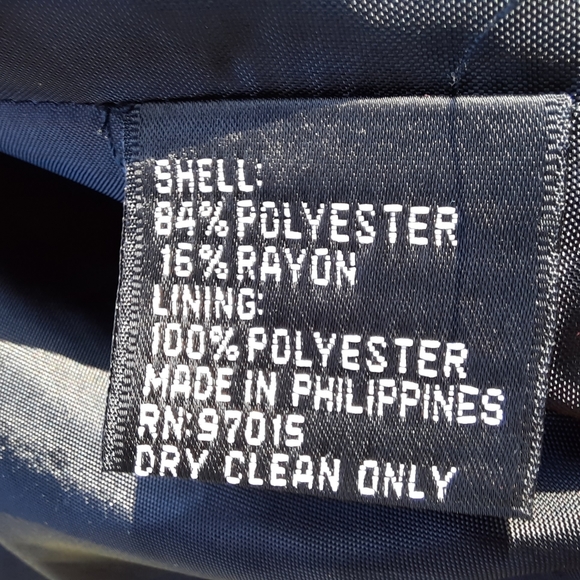 SHELL:
84% POLYESTER
16% RAYON
LINING:
100% POLYESTER
MADE IN PHILIPPINES
RN:97015
DRY CLEAN ONLY